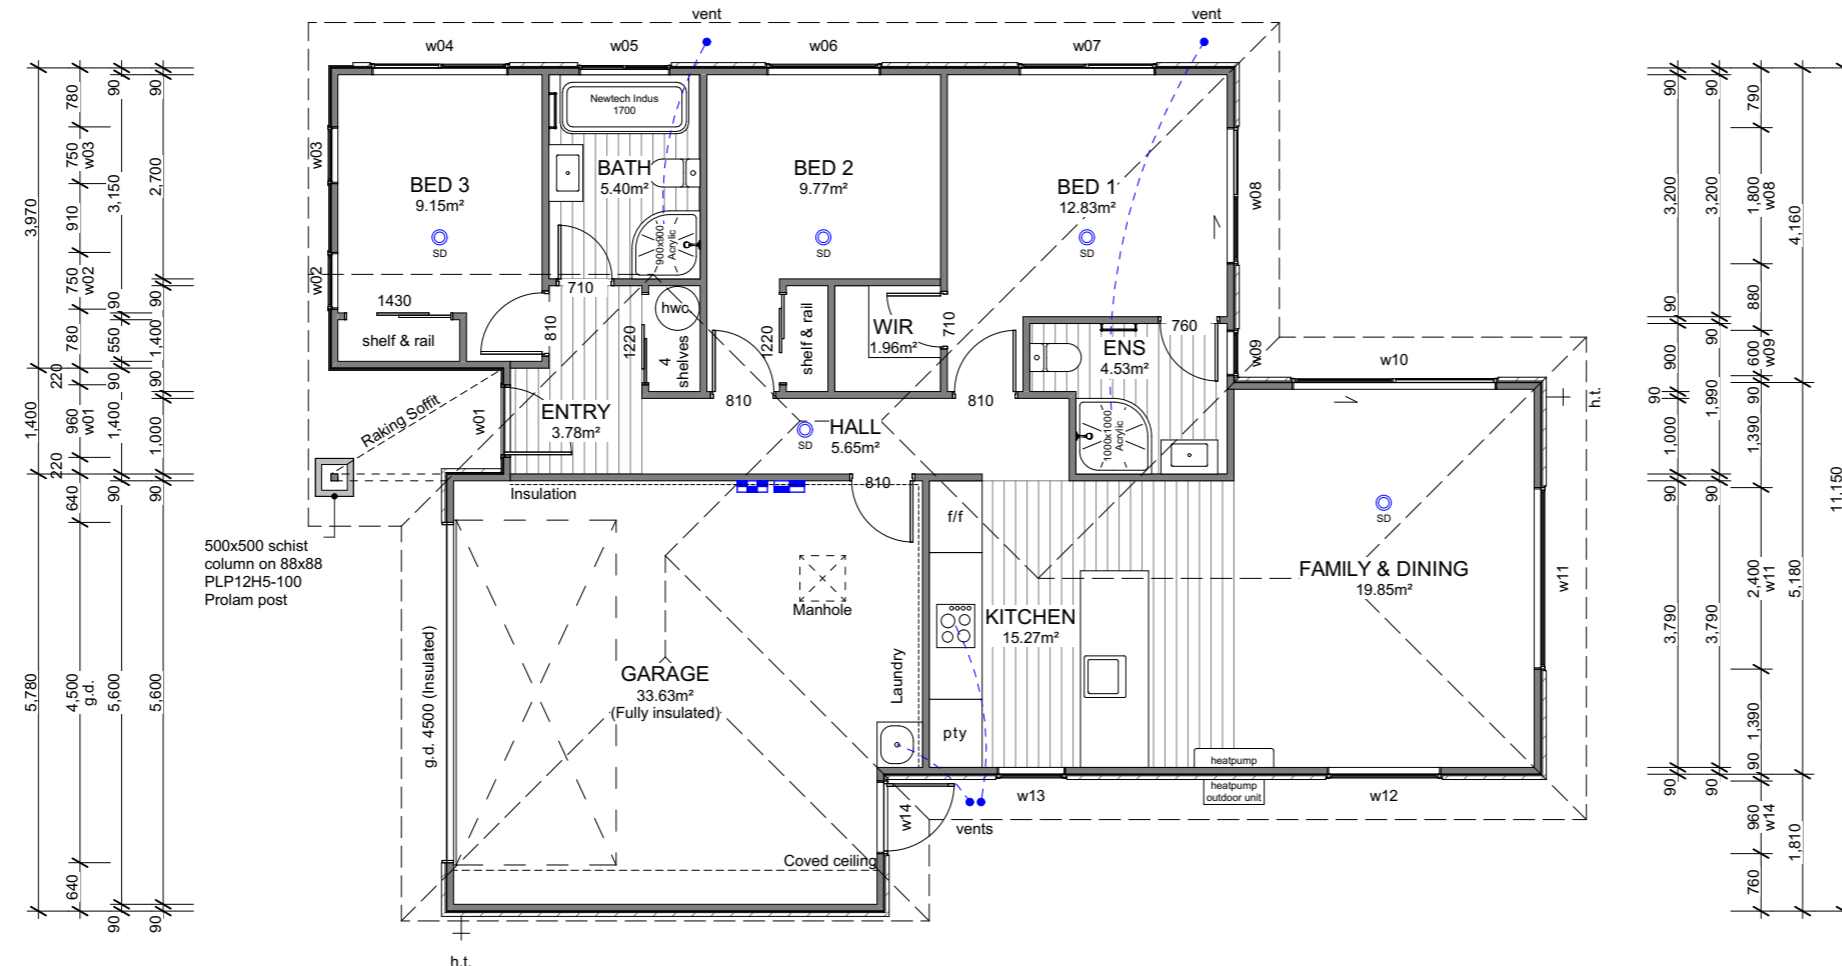 vent
vent
w04
w05
w06
w07
Newtech Indus
1700
BED 3
9.15m²
BATH
5.40m²
BED 2
9.77m²
BED 1
12.83m²
w03
w02
w08
w09
SD
SD
SD
900x900
Acrylic
1430
shelf & rail
710
810
hwc
1220
4
shelves
1220
shelf & rail
WIR
1.96m²
710
760
ENS
4.53m²
w10
h.t.
Raking Soffit
w01
ENTRY
3.78m²
810
810
HALL
5.65m²
SD
1000x1000
Acrylic
810
Insulation
f/f
SD
500x500 schist
column on 88x88
PLP12H5-100
Prolam post
Manhole
FAMILY & DINING
19.85m²
w11
KITCHEN
15.27m²
g.d. 4500 (Insulated)
GARAGE
33.63m²
(Fully insulated)
Laundry
pty
heatpump
heatpump
outdoor unit
w13
w12
w14
vents
Coved ceiling
h.t.
3,970
1,400
5,780
780
750
w03
910
750
w02
780
220
960
w01
220
640
4,500
g.d.
640
90
3,150
90
550
90
1,400
90
5,600
90
90
2,700
90
1,400
90
1,000
90
5,600
90
90
3,200
90
900
90
1,000
90
3,790
90
90
3,200
90
1,990
90
3,790
90
790
1,800
w08
880
600
w09
90
1,390
2,400
w11
1,390
90
960
w14
760
4,160
5,180
1,810
11,150